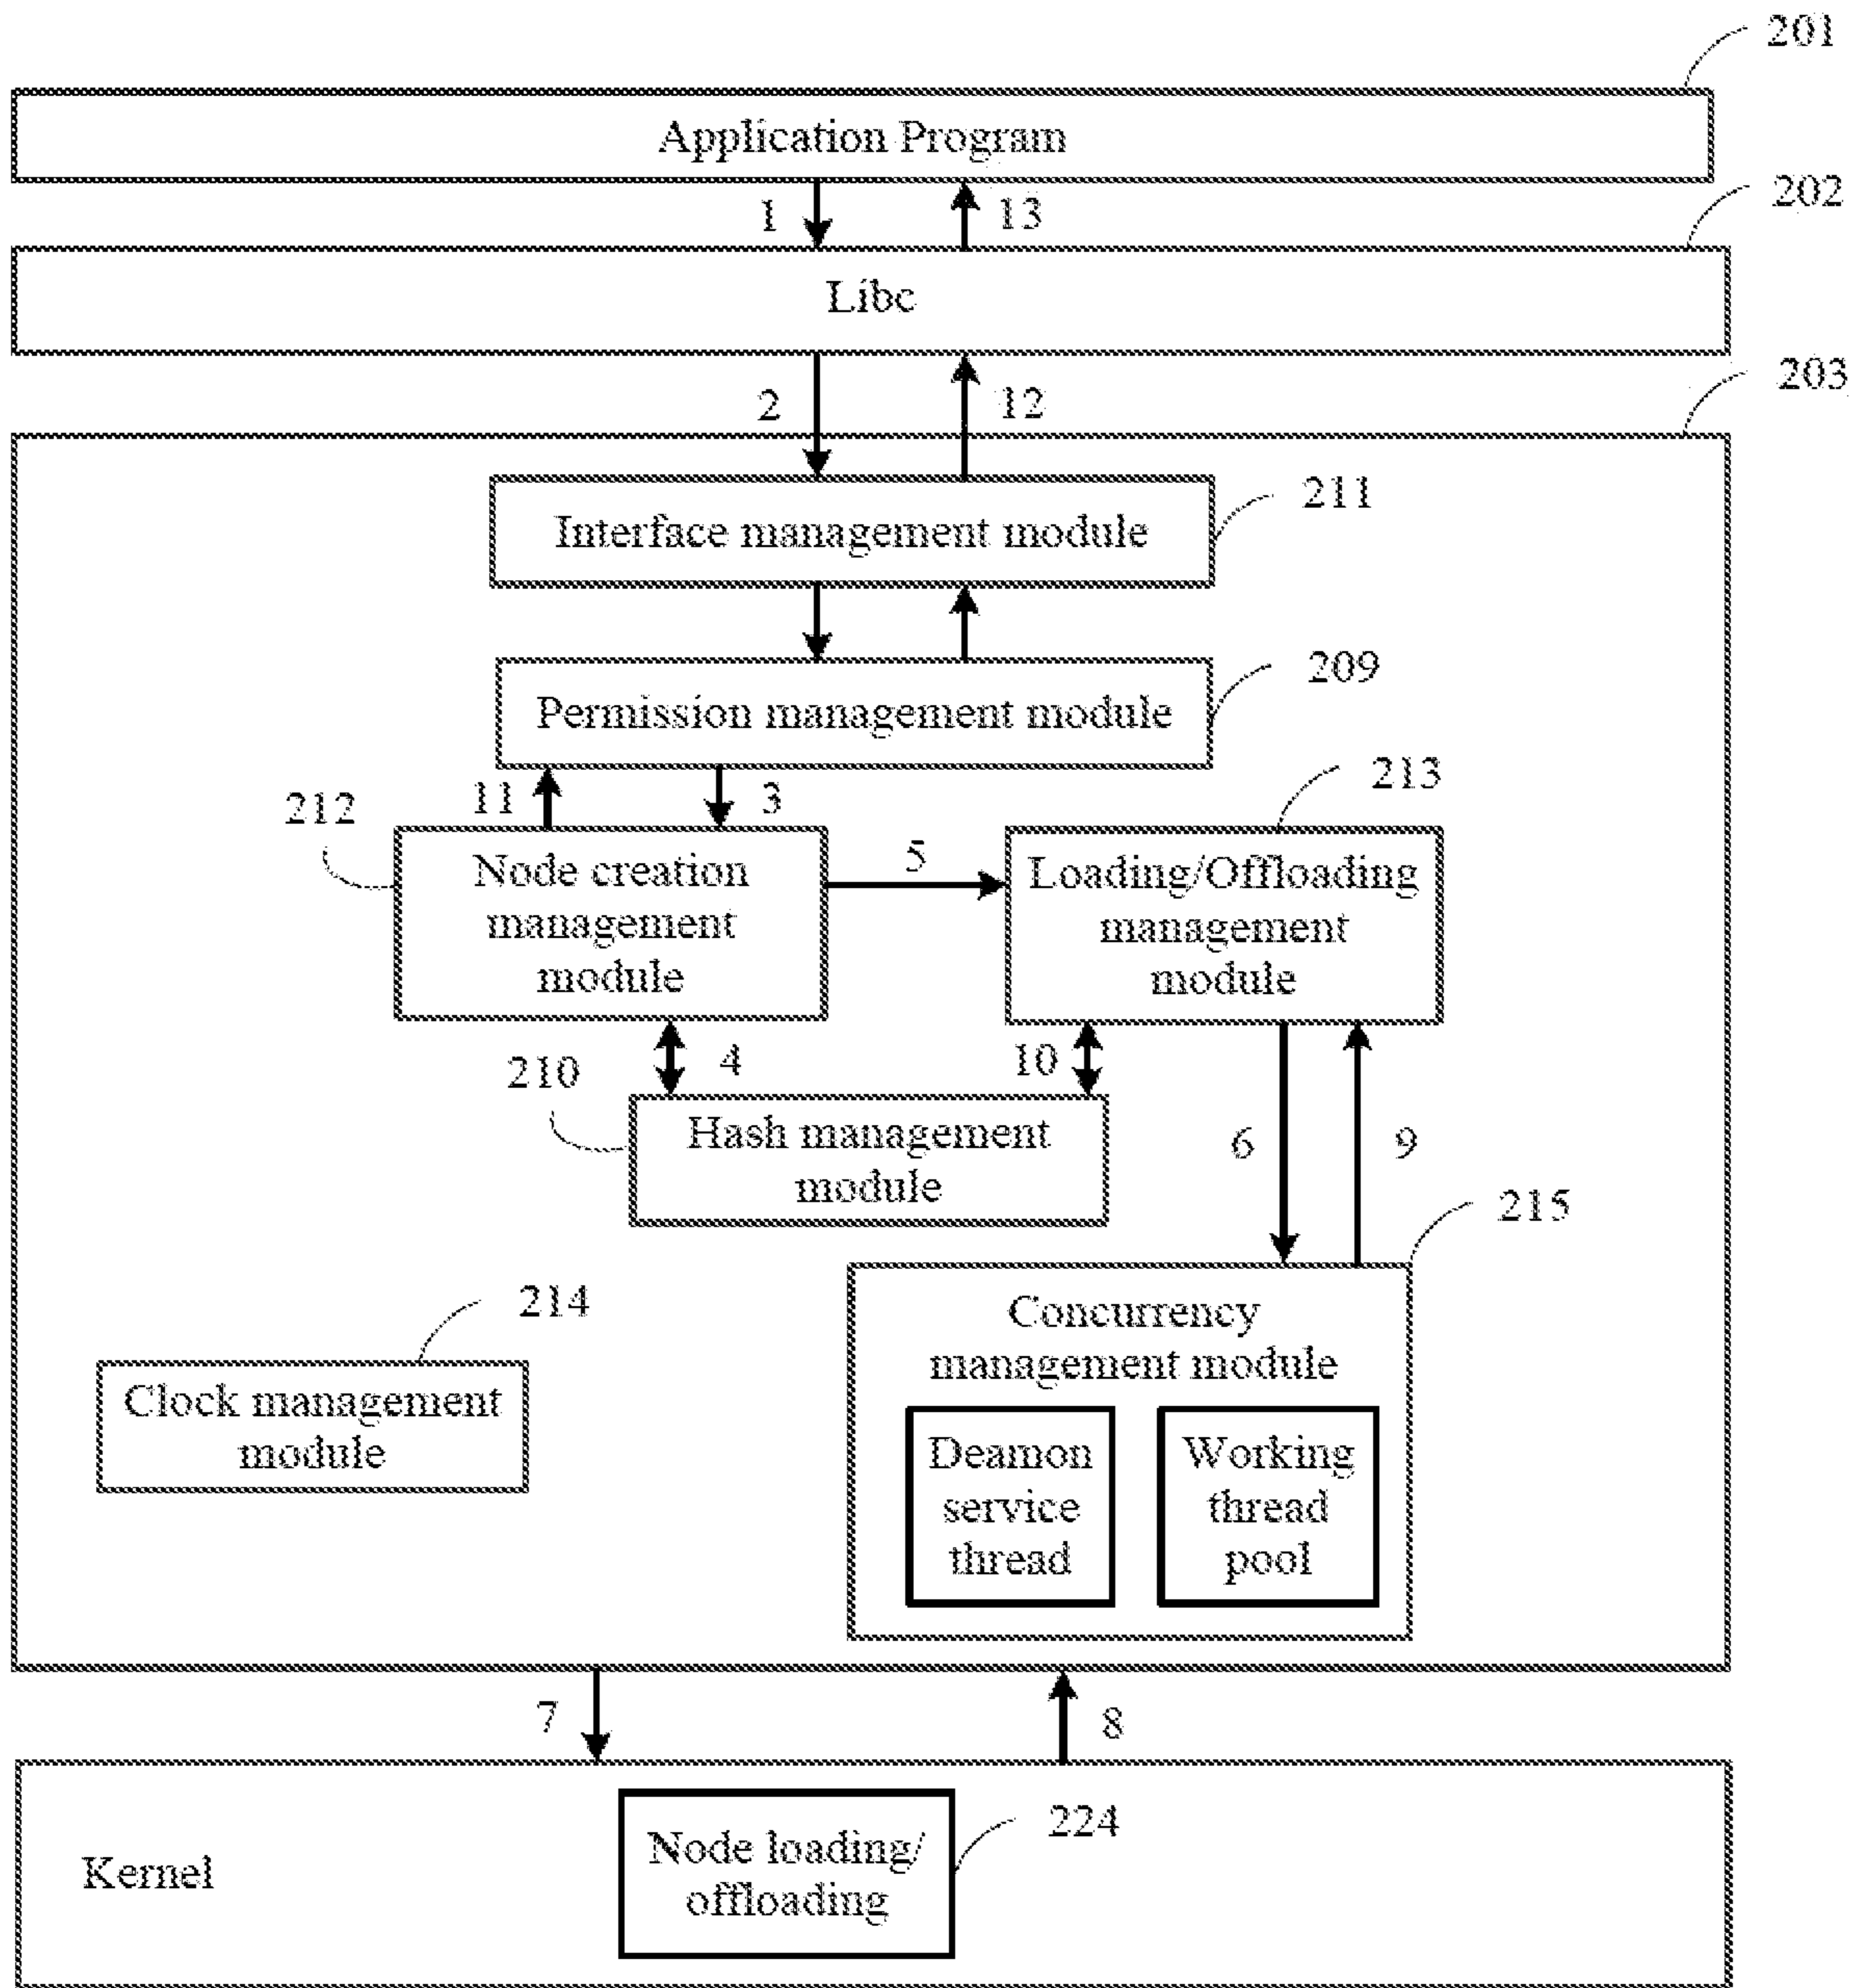 201
Application Program
1
13
202
Libc
203
2
12
211
Interface management module
209
Permission management module
213
11
3
212
Node creation
management
module
5
Loading/Offloading
management
module
210
4
10
Hash management
module
6
9
215
214
Concurrency
management module
Clock management
module
Deamon
service
thread
Working
thread
pool
7
8
224
Kernel
Node loading/
offloading